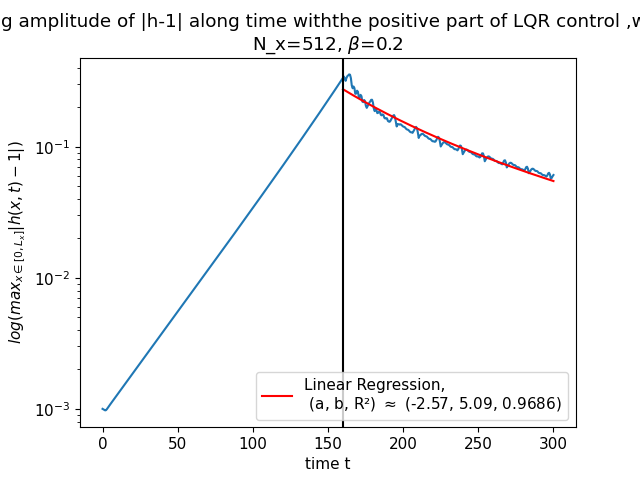 g amplitude of |h-1| along time withthe positive part of LQR control ,w
N_x=512, β=0.2
log(max_{x∈[0,L_x]}|h(x, t) − 1|)
10⁻¹
10⁻²
10⁻³
Linear Regression,
(a, b, R²) ≈ (-2.57, 5.09, 0.9686)
0 50 100 150 200 250 300
time t